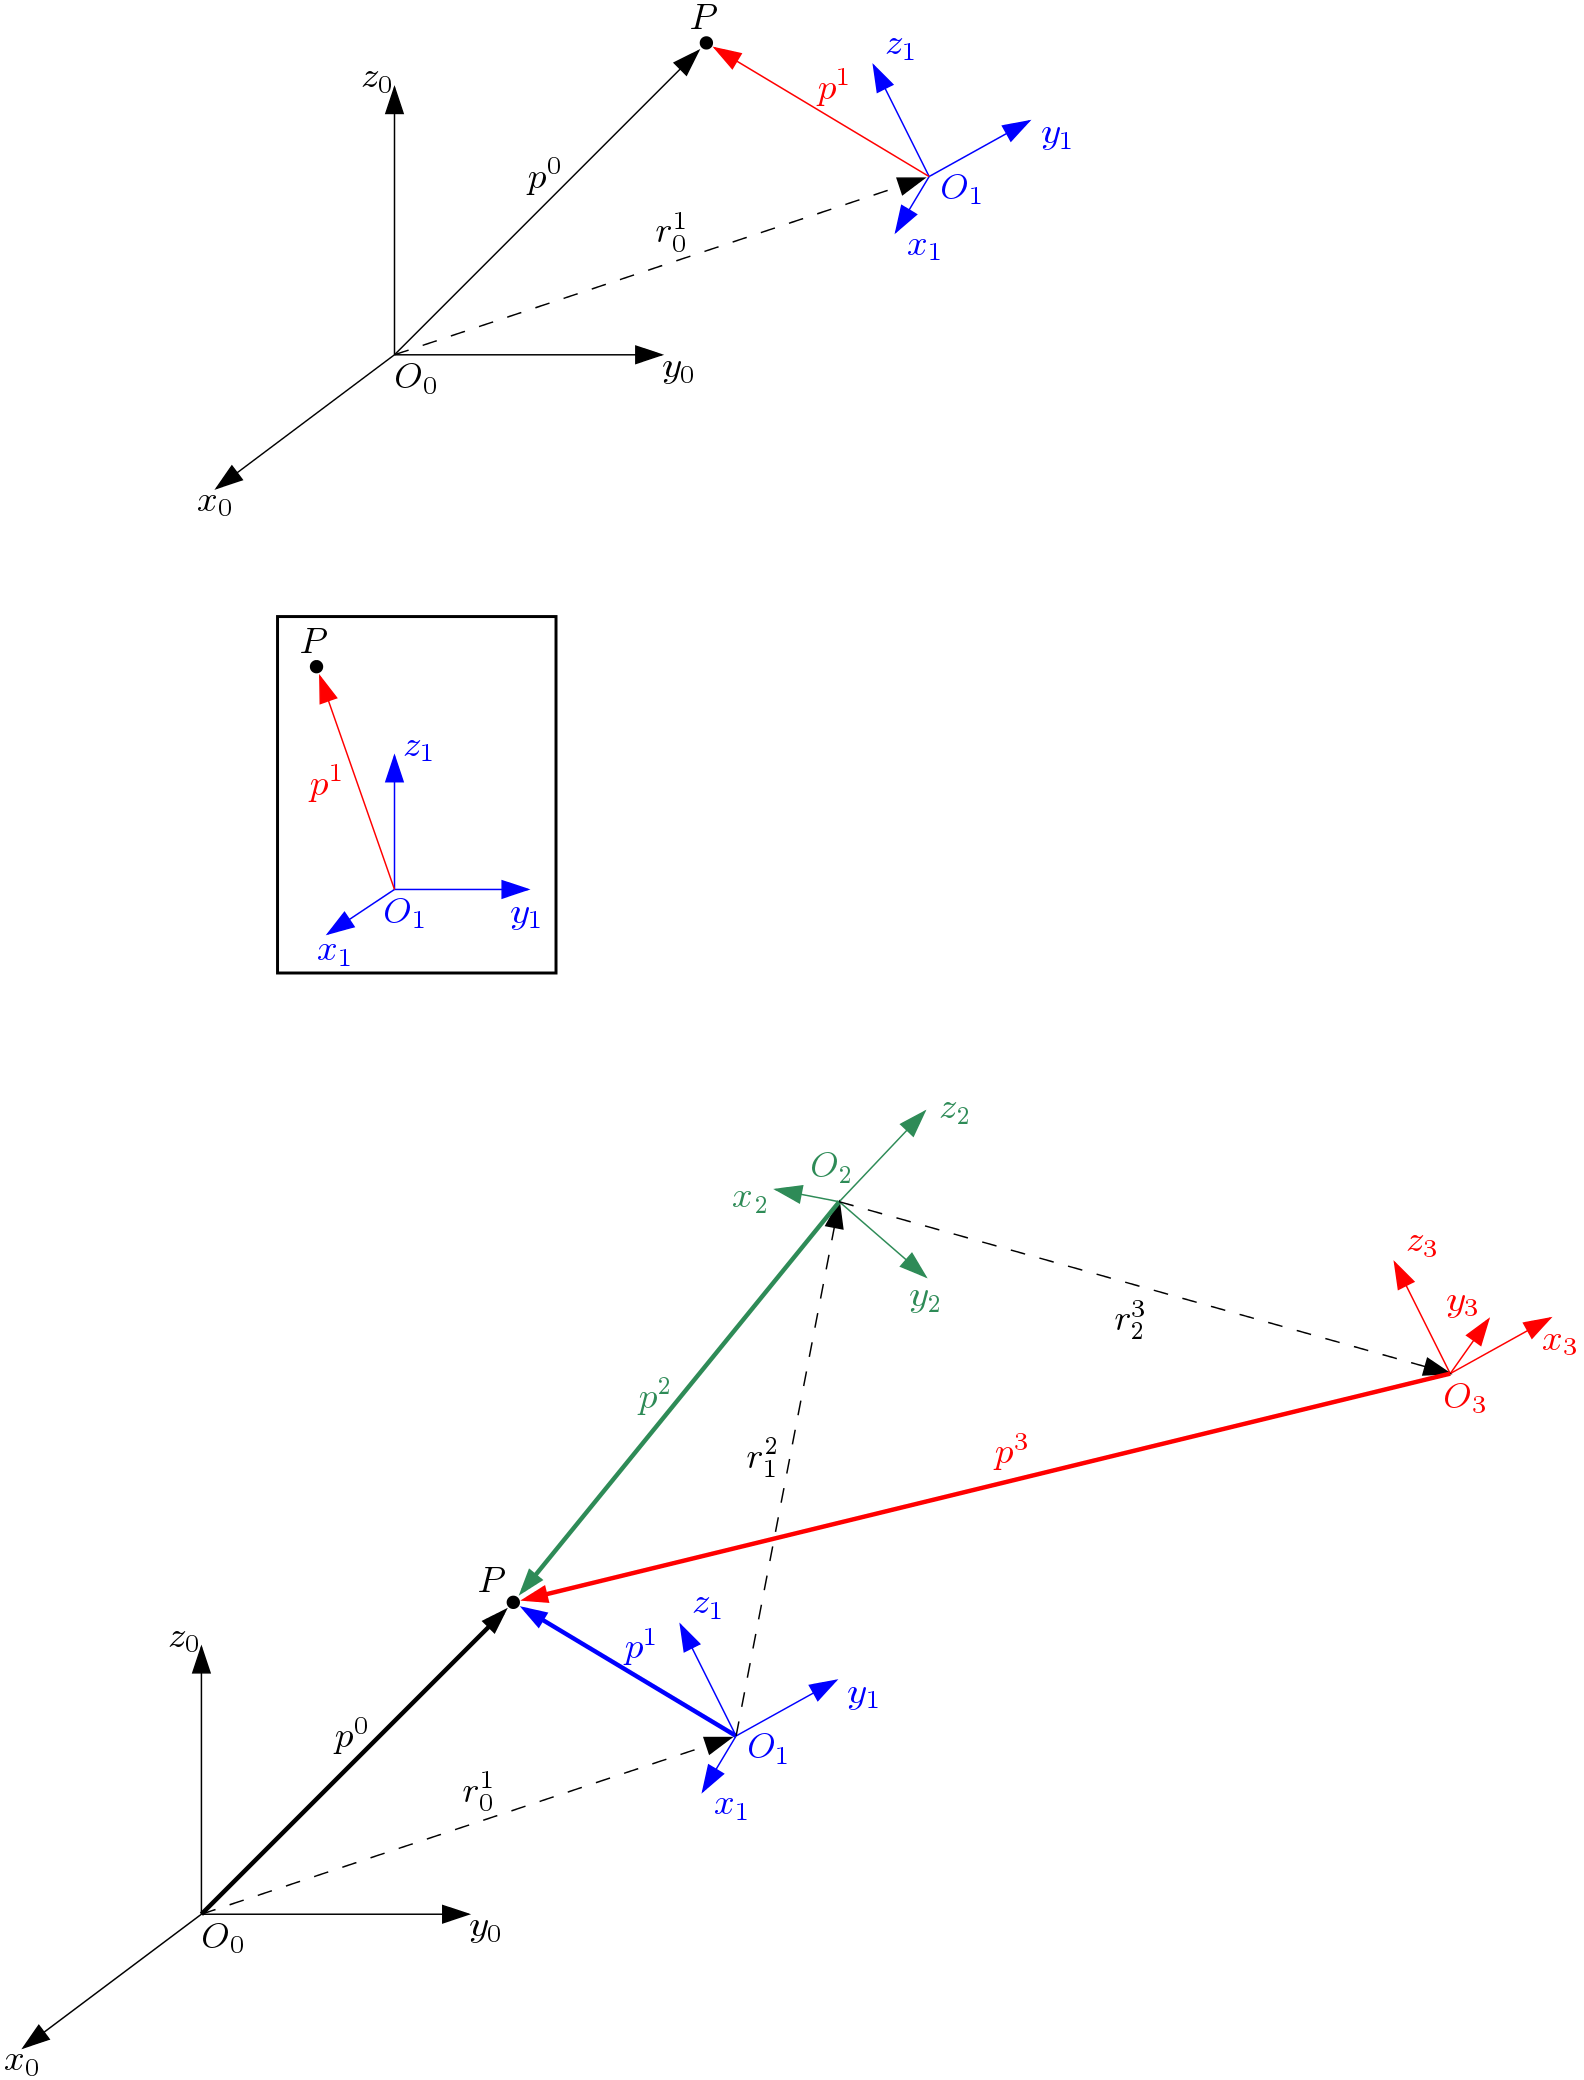 P
z₁
z₀
p¹
y₁
p⁰
O₁
r₀¹
x₁
O₀
y₀
x₀
P
z₁
p¹
O₁
y₁
x₁
z₂
O₂
x₂
z₃
y₂
y₃
r₂³
x₃
p²
O₃
p³
r₁²
P
z₁
z₀
p¹
y₁
p⁰
O₁
r₀¹
x₁
O₀
y₀
x₀